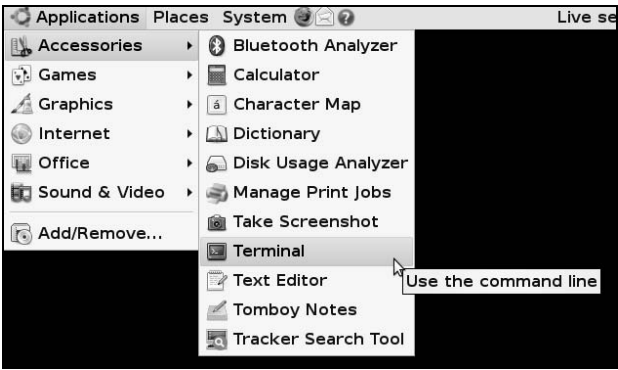 Applications Places System Live se
Accessories
Games
Graphics
Internet
Office
Sound & Video
Add/Remove...
Bluetooth Analyzer
Calculator
á Character Map
Dictionary
Disk Usage Analyzer
Manage Print Jobs
Take Screenshot
Terminal
Text Editor
Tomboy Notes
Tracker Search Tool
Use the command line